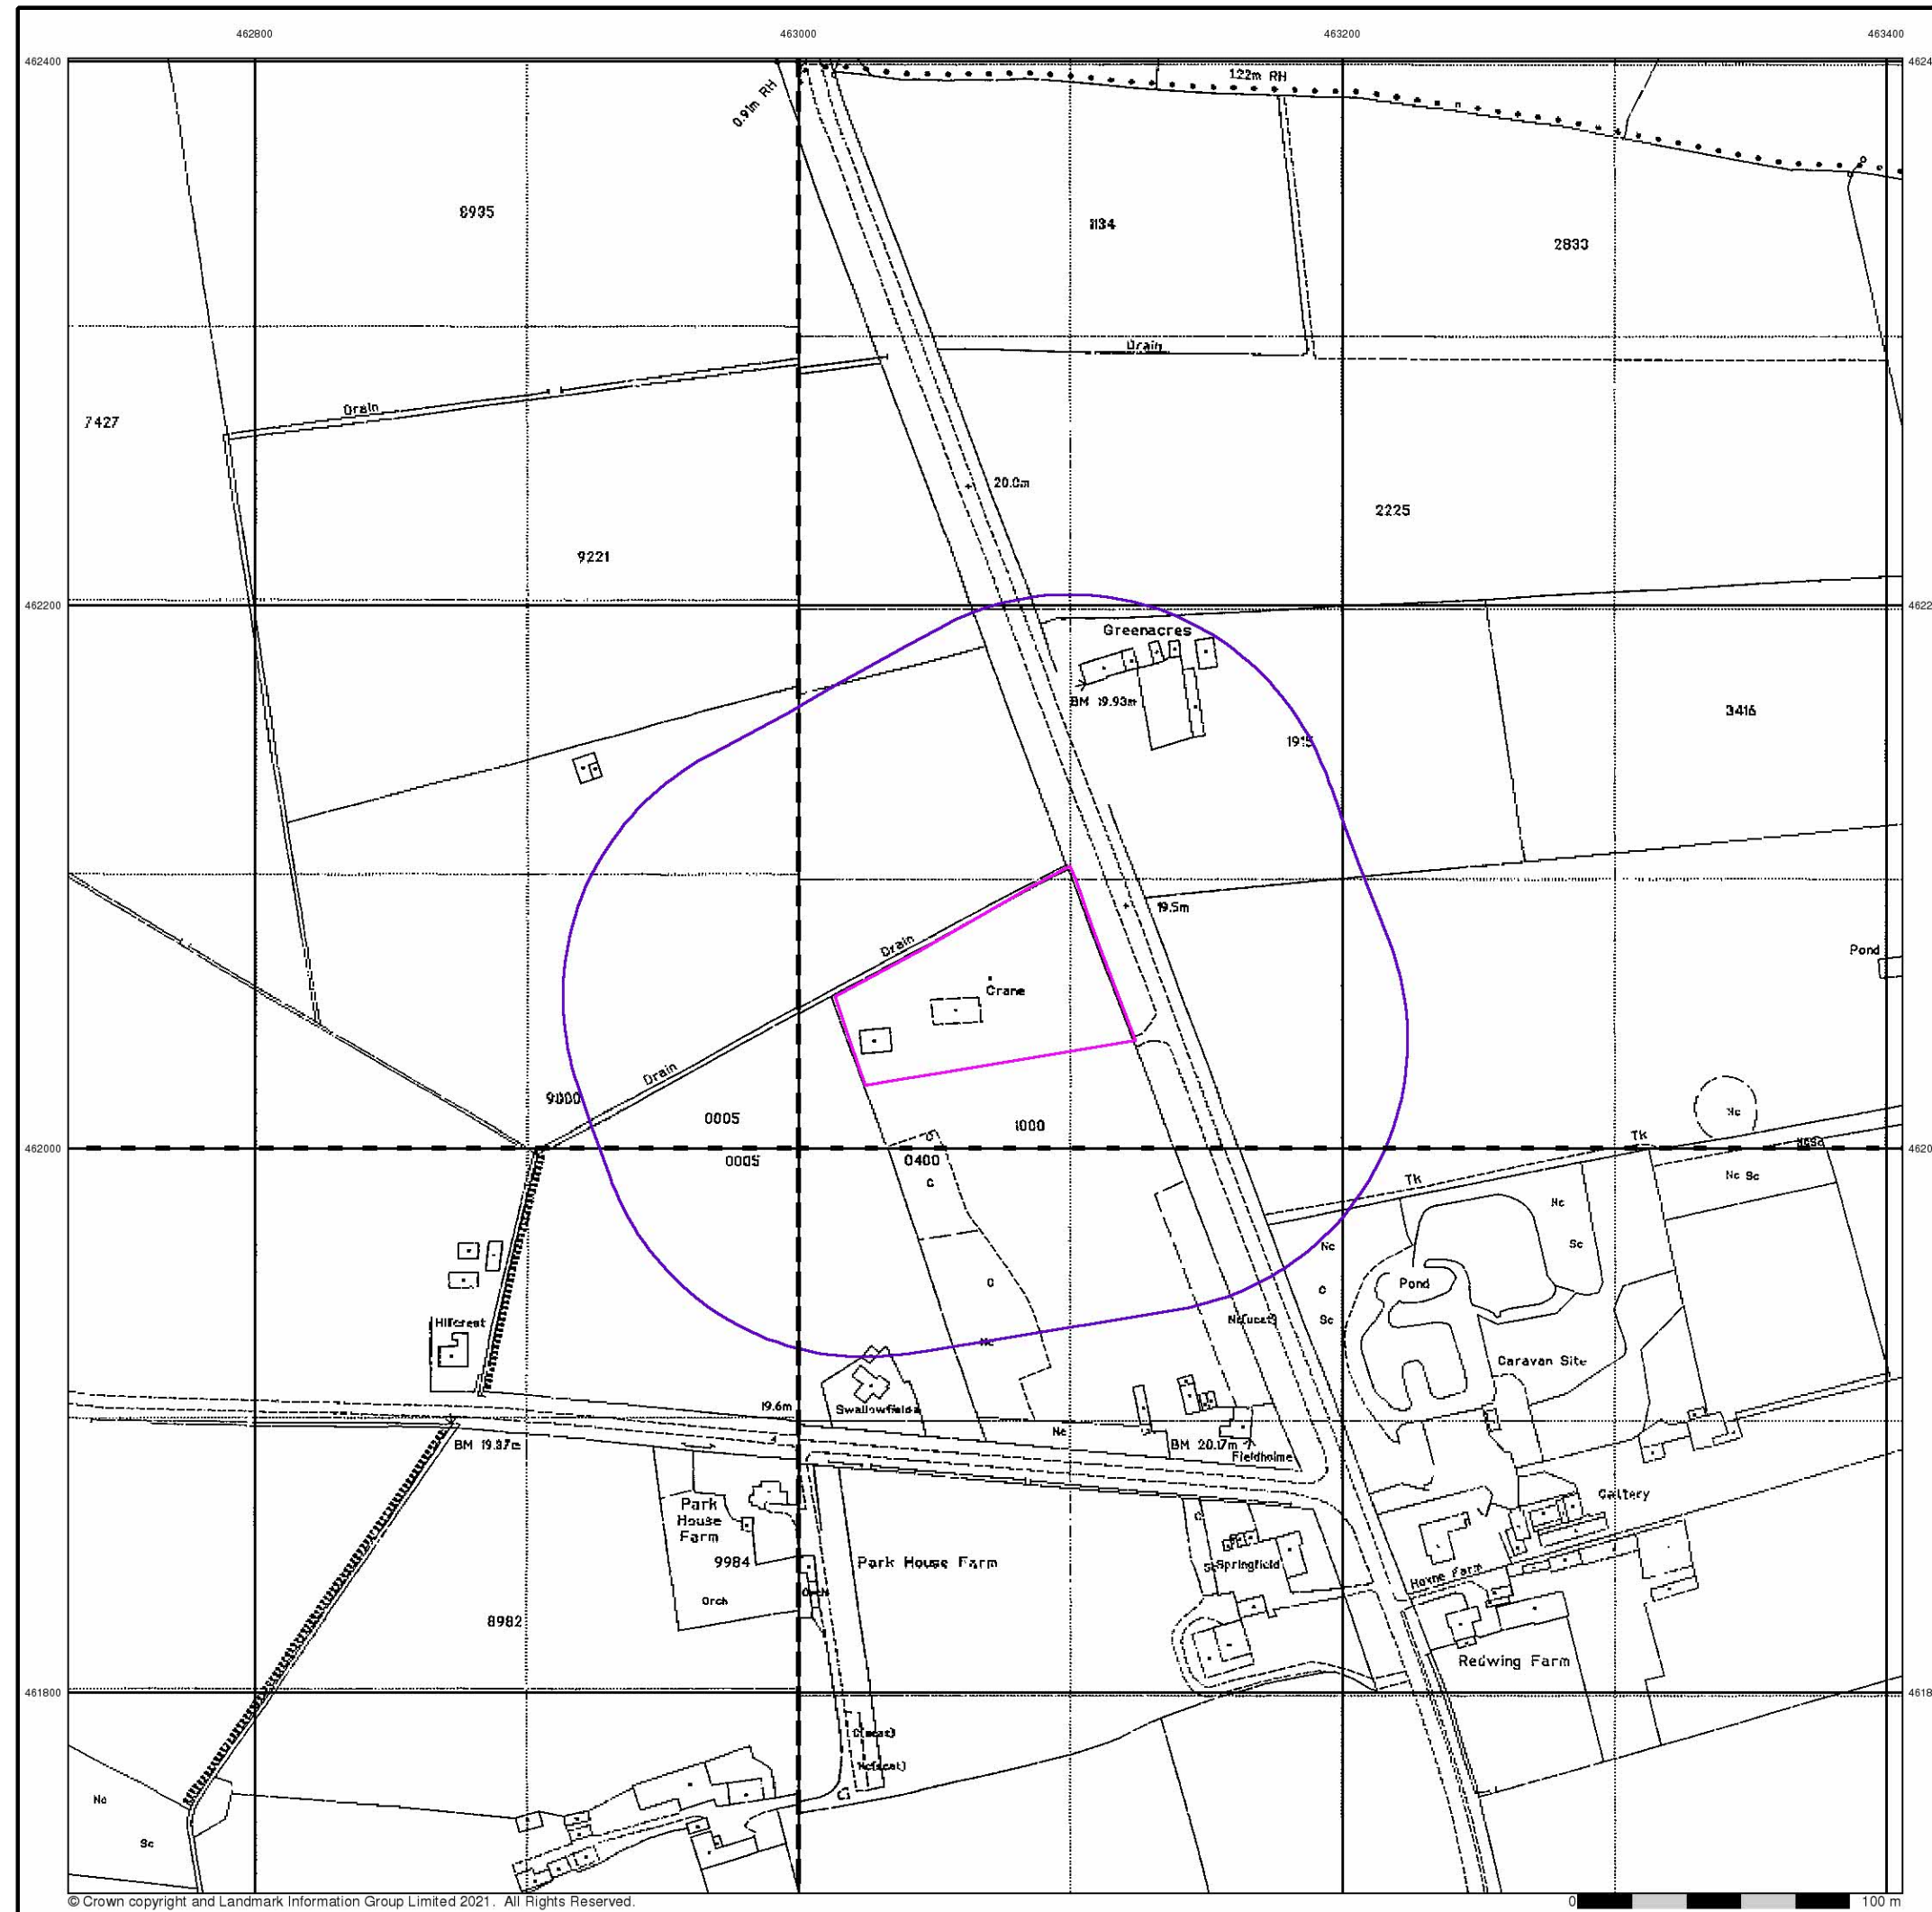 462800
463000
463200
463400
462400
0.91m RH
122m RH
8935
1134
2833
Drain
Drain
7427
20.0m
2225
9221
462200
Greenacres
BM 19.93m
3416
1915
19.5m
Drain
Pond
Crane
Drain
9000
0005
1000
Nc
462000
0005
0400
Tk
C
Tk
Nc Sc
Nc
Nc
Sc
C
C
Pond
Sc
Hillcrest
Nc
Caravan Site
19.6m
Swallowfields
Nc
BM 19.87m
BM 20.17m
Fieldholme
Park
House
Farm
Galtery
9984
Park House Farm
Springfield
Hoxne Farm
Orch
Orch
8982
Redwing Farm
461800
Sc
© Crown copyright and Landmark Information Group Limited 2021. All Rights Reserved.
0
100 m